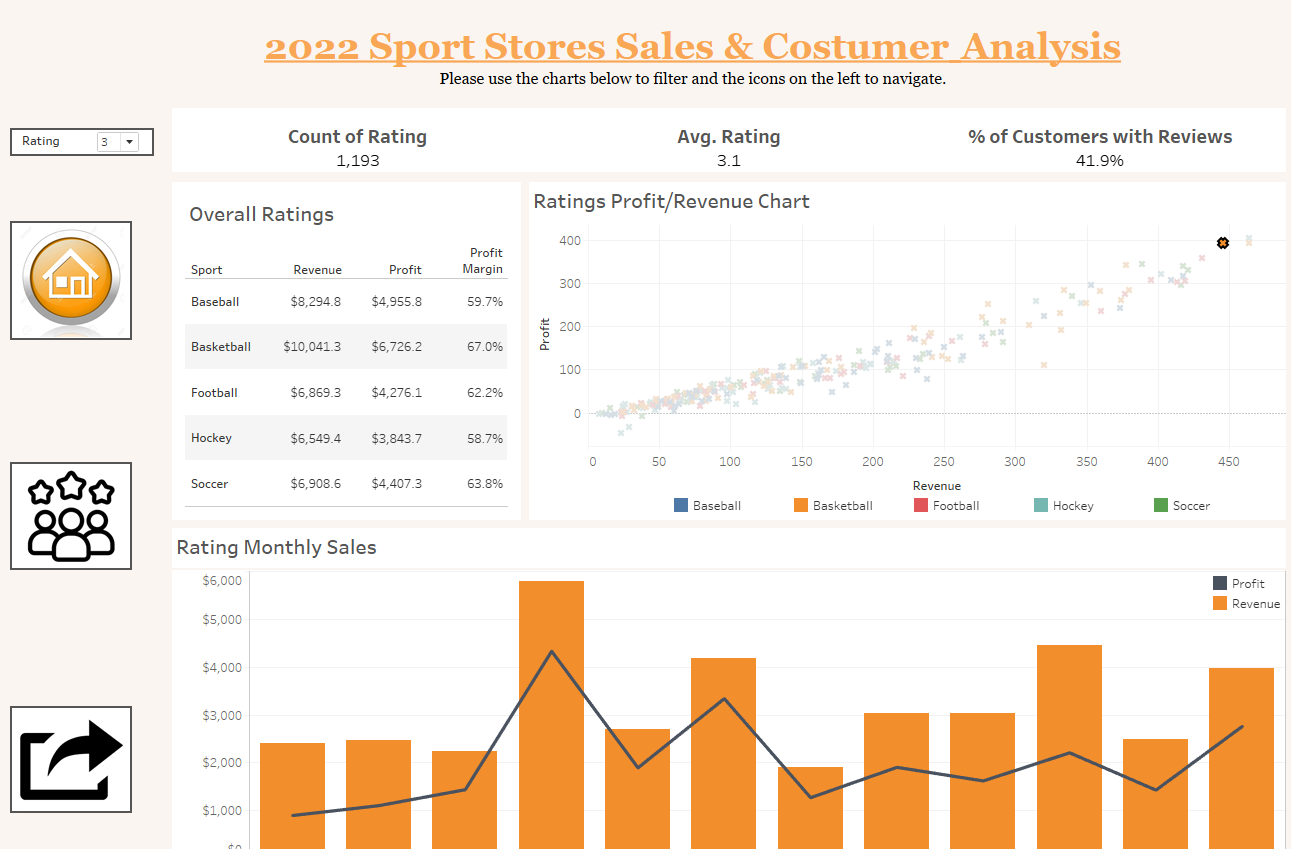 2022 Sport Stores Sales & Costumer_Analysis
Please use the charts below to filter and the icons on the left to navigate.
Rating 3
Count of Rating Avg. Rating % of Customers with Reviews
1,193 3.1 41.9%
Overall Ratings
Sport Revenue Profit Profit Margin
Baseball $8,294.8 $4,955.8 59.7%
Basketball $10,041.3 $6,726.2 67.0%
Football $6,869.3 $4,276.1 62.2%
Hockey $6,549.4 $3,843.7 58.7%
Soccer $6,908.6 $4,407.3 63.8%
Ratings Profit/Revenue Chart
Profit
400
300
200
100
0
0 50 100 150 200 250 300 350 400 450
Revenue
Baseball Basketball Football Hockey Soccer
Rating Monthly Sales
$6,000
$5,000
$4,000
$3,000
$2,000
$1,000
$0
Profit
Revenue